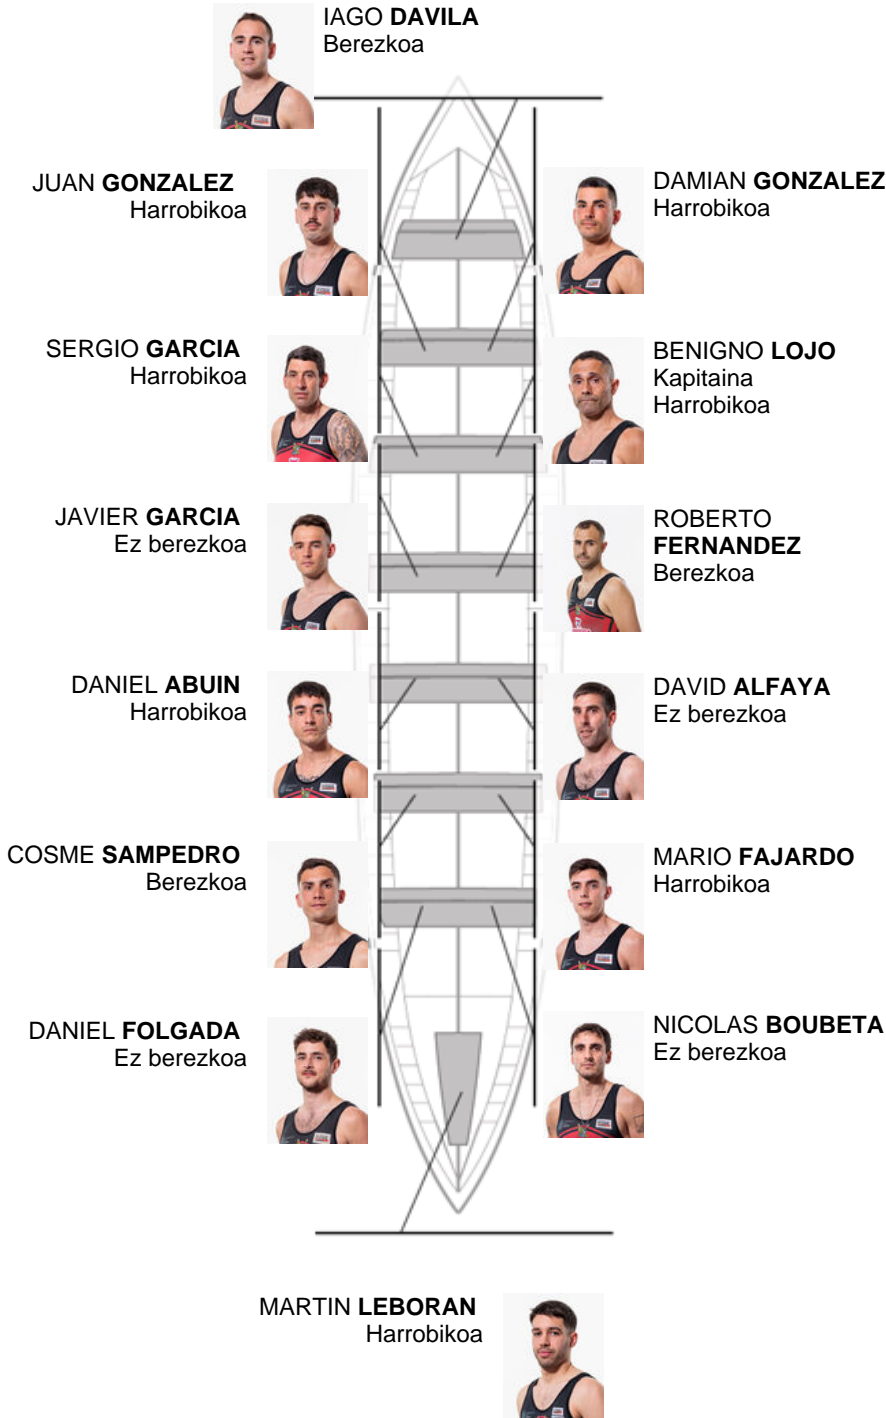 IAGO DAVILA
Berezkoa
JUAN GONZALEZ
Harrobikoa
DAMIAN GONZALEZ
Harrobikoa
SERGIO GARCIA
Harrobikoa
BENIGNO LOJO
Kapitaina
Harrobikoa
JAVIER GARCIA
Ez berezkoa
ROBERTO
FERNANDEZ
Berezkoa
DANIEL ABUIN
Harrobikoa
DAVID ALFAYA
Ez berezkoa
COSME SAMPEDRO
Berezkoa
MARIO FAJARDO
Harrobikoa
DANIEL FOLGADA
Ez berezkoa
NICOLAS BOUBETA
Ez berezkoa
MARTIN LEBORAN
Harrobikoa